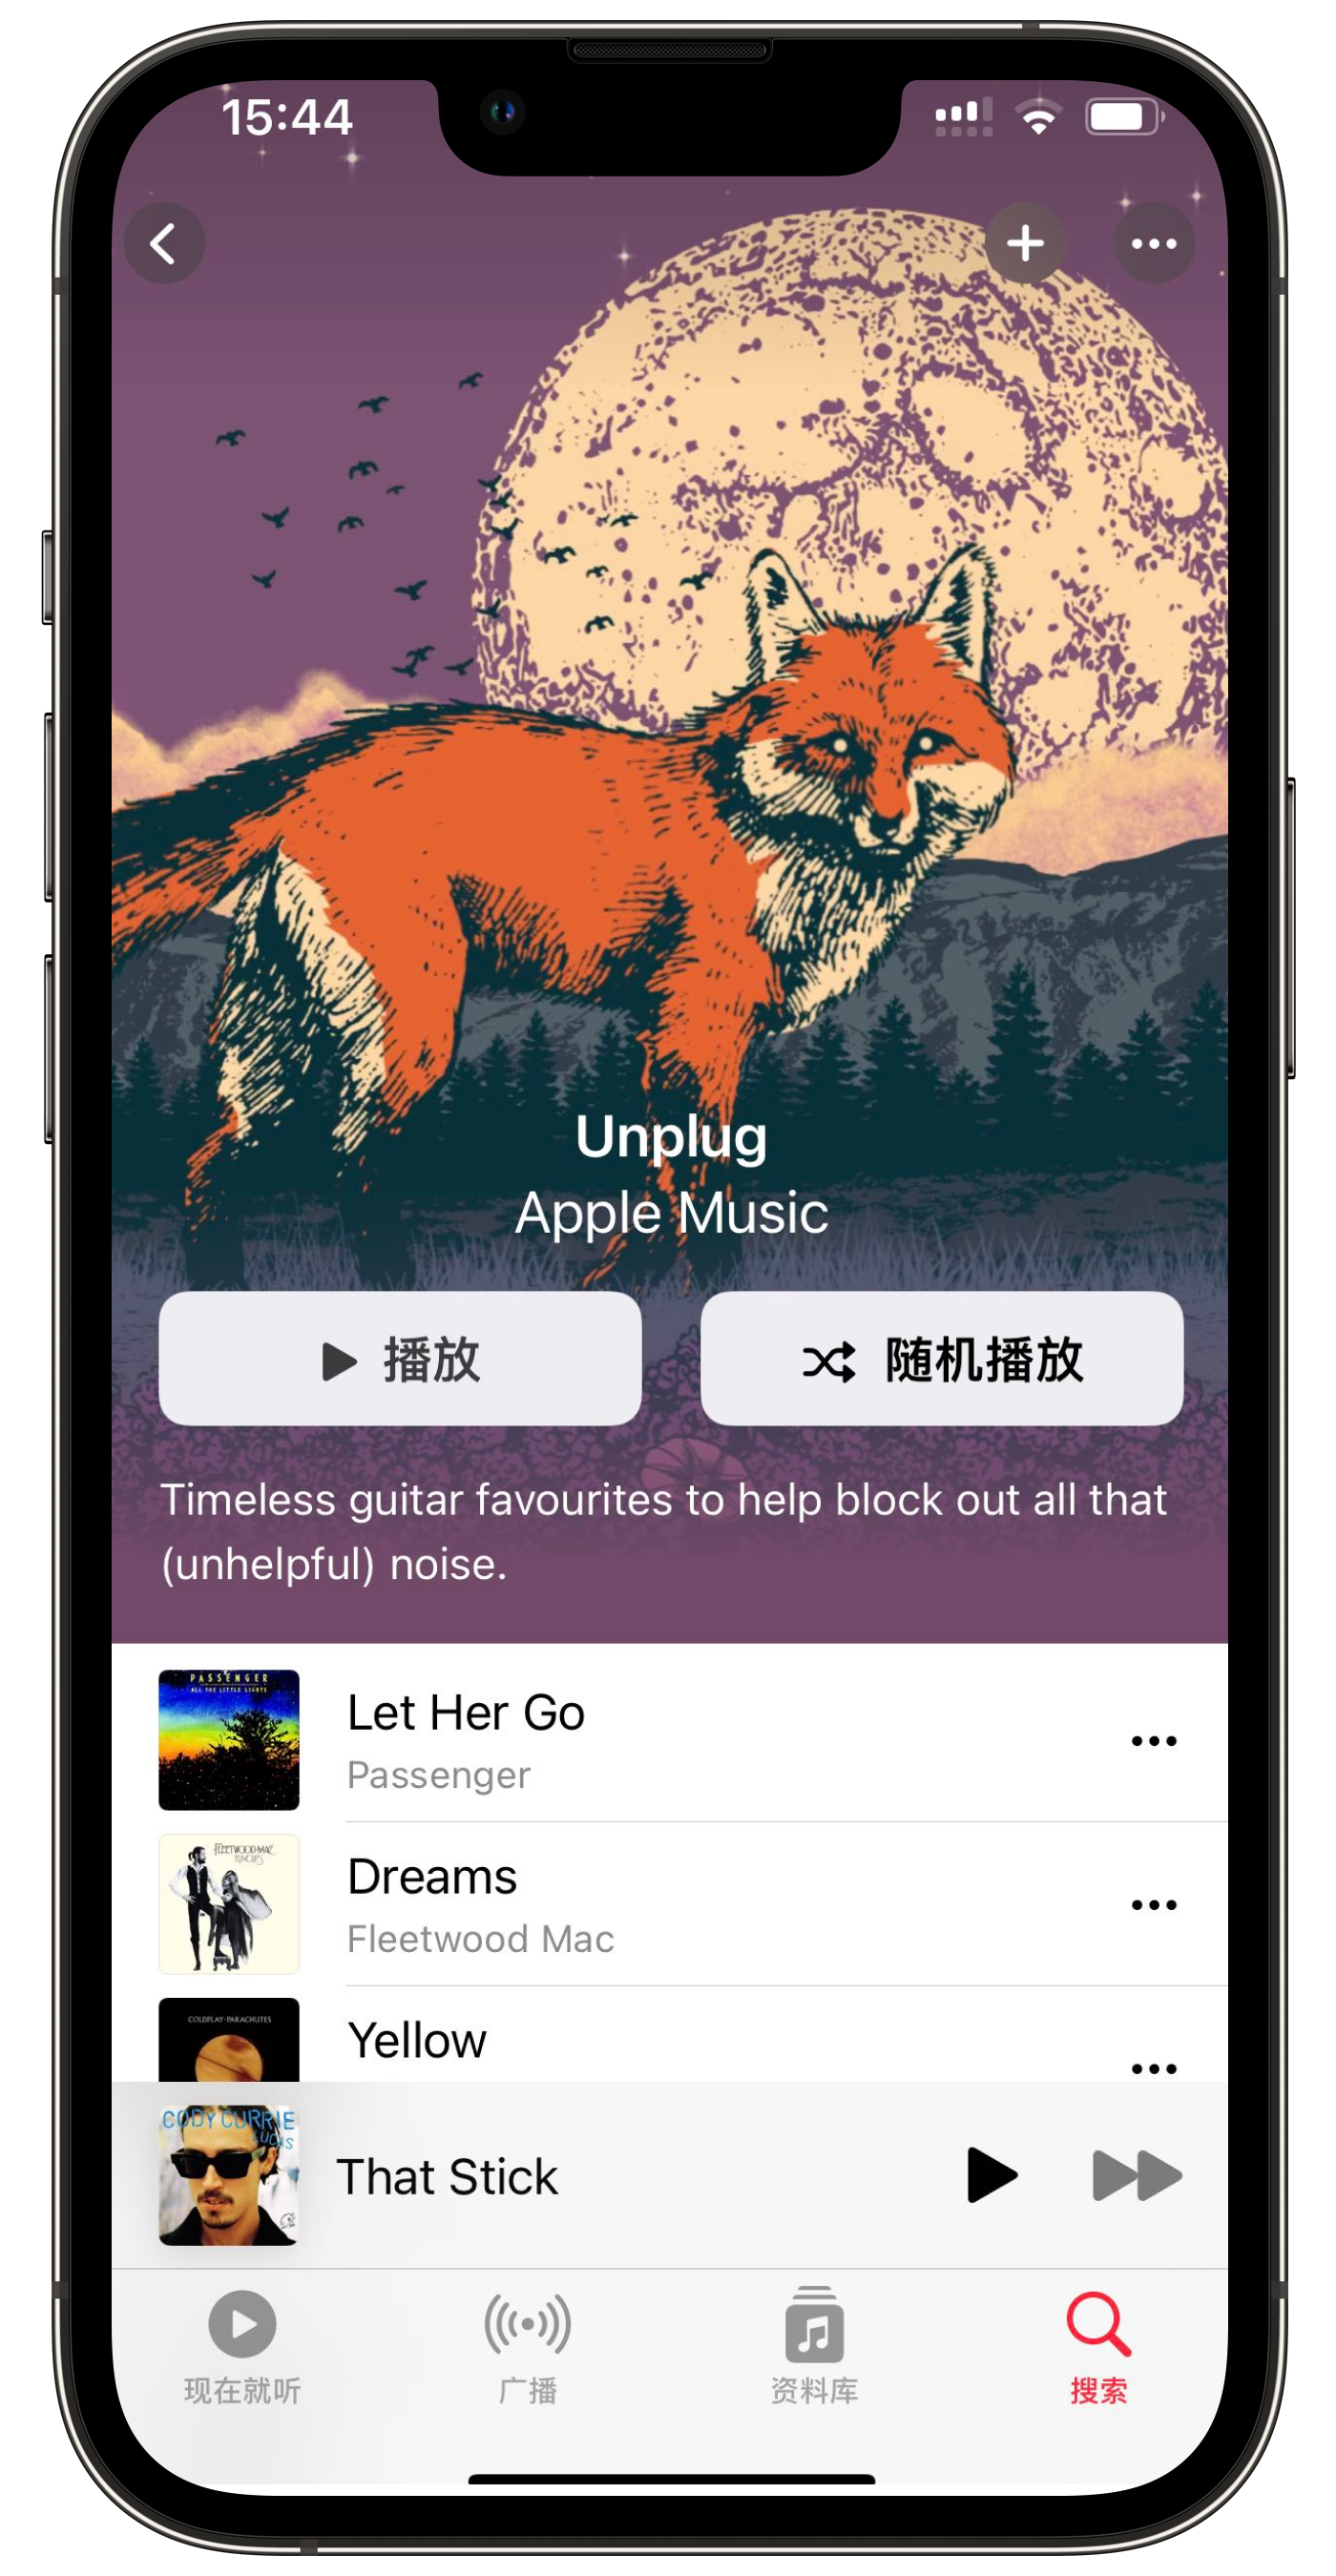 15:44
Unplug
Apple Music
播放
随机播放
Timeless guitar favourites to help block out all that
(unhelpful) noise.
PASSENGER
ALL THE LITTLE LIGHTS
Let Her Go
Passenger
FLEETWOOD MAC
RUMOURS
Dreams
Fleetwood Mac
COLDPLAY·PARACHUTES
Yellow
CODY CURRIE
LUCAS
That Stick
现在就听
广播
资料库
搜索